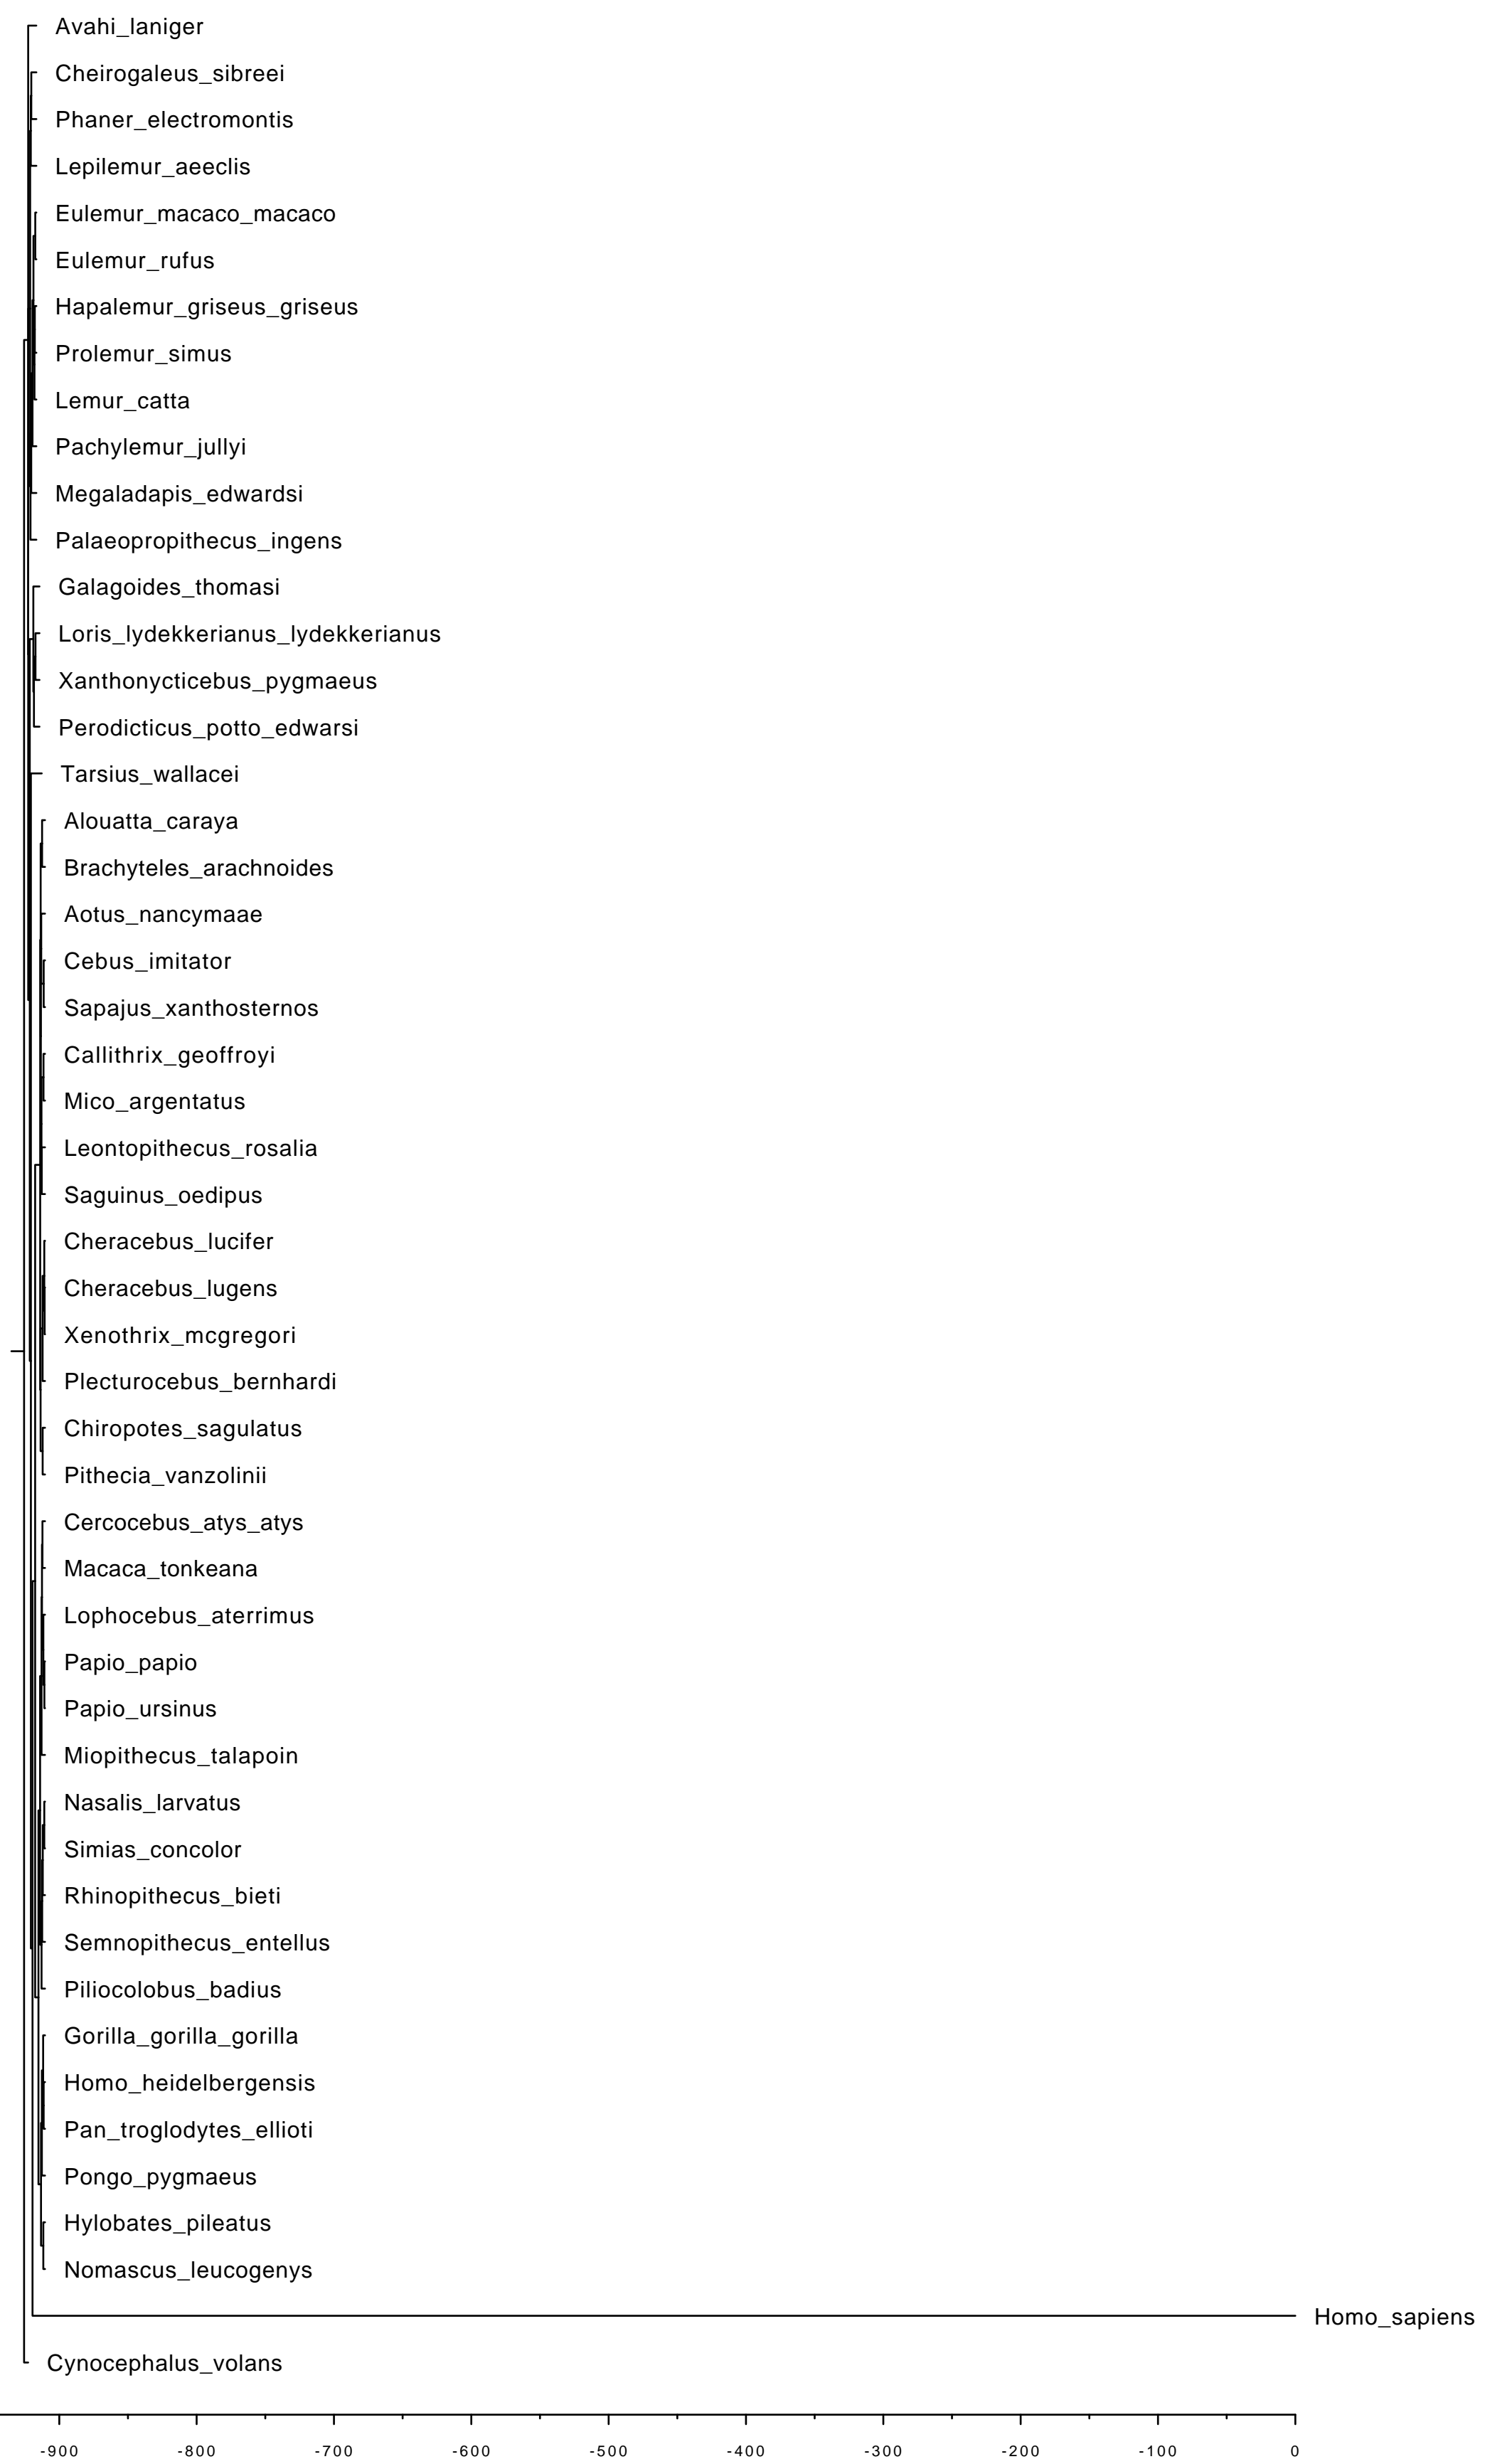 Avahi_laniger
Cheirogaleus_sibreei
Phaner_electromontis
Lepilemur_aeeclis
Eulemur_macaco_macaco
Eulemur_rufus
Hapalemur_griseus_griseus
Prolemur_simus
Lemur_catta
Pachylemur_jullyi
Megaladapis_edwardsi
Palaeopropithecus_ingens
Galagoides_thomasi
Loris_lydekkerianus_lydekkerianus
Xanthonycticebus_pygmaeus
Perodicticus_potto_edwarsi
Tarsius_wallacei
Alouatta_caraya
Brachyteles_arachnoides
Aotus_nancymaae
Cebus_imitator
Sapajus_xanthosternos
Callithrix_geoffroyi
Mico_argentatus
Leontopithecus_rosalia
Saguinus_oedipus
Cheracebus_lucifer
Cheracebus_lugens
Xenothrix_mcgregori
Plecturocebus_bernhardi
Chiropotes_sagulatus
Pithecia_vanzolinii
Cercocebus_atys_atys
Macaca_tonkeana
Lophocebus_aterrimus
Papio_papio
Papio_ursinus
Miopithecus_talapoin
Nasalis_larvatus
Simias_concolor
Rhinopithecus_bieti
Semnopithecus_entellus
Piliocolobus_badius
Gorilla_gorilla_gorilla
Homo_heidelbergensis
Pan_troglodytes_ellioti
Pongo_pygmaeus
Hylobates_pileatus
Nomascus_leucogenys
Homo_sapiens
Cynocephalus_volans
-900 -800 -700 -600 -500 -400 -300 -200 -100 0